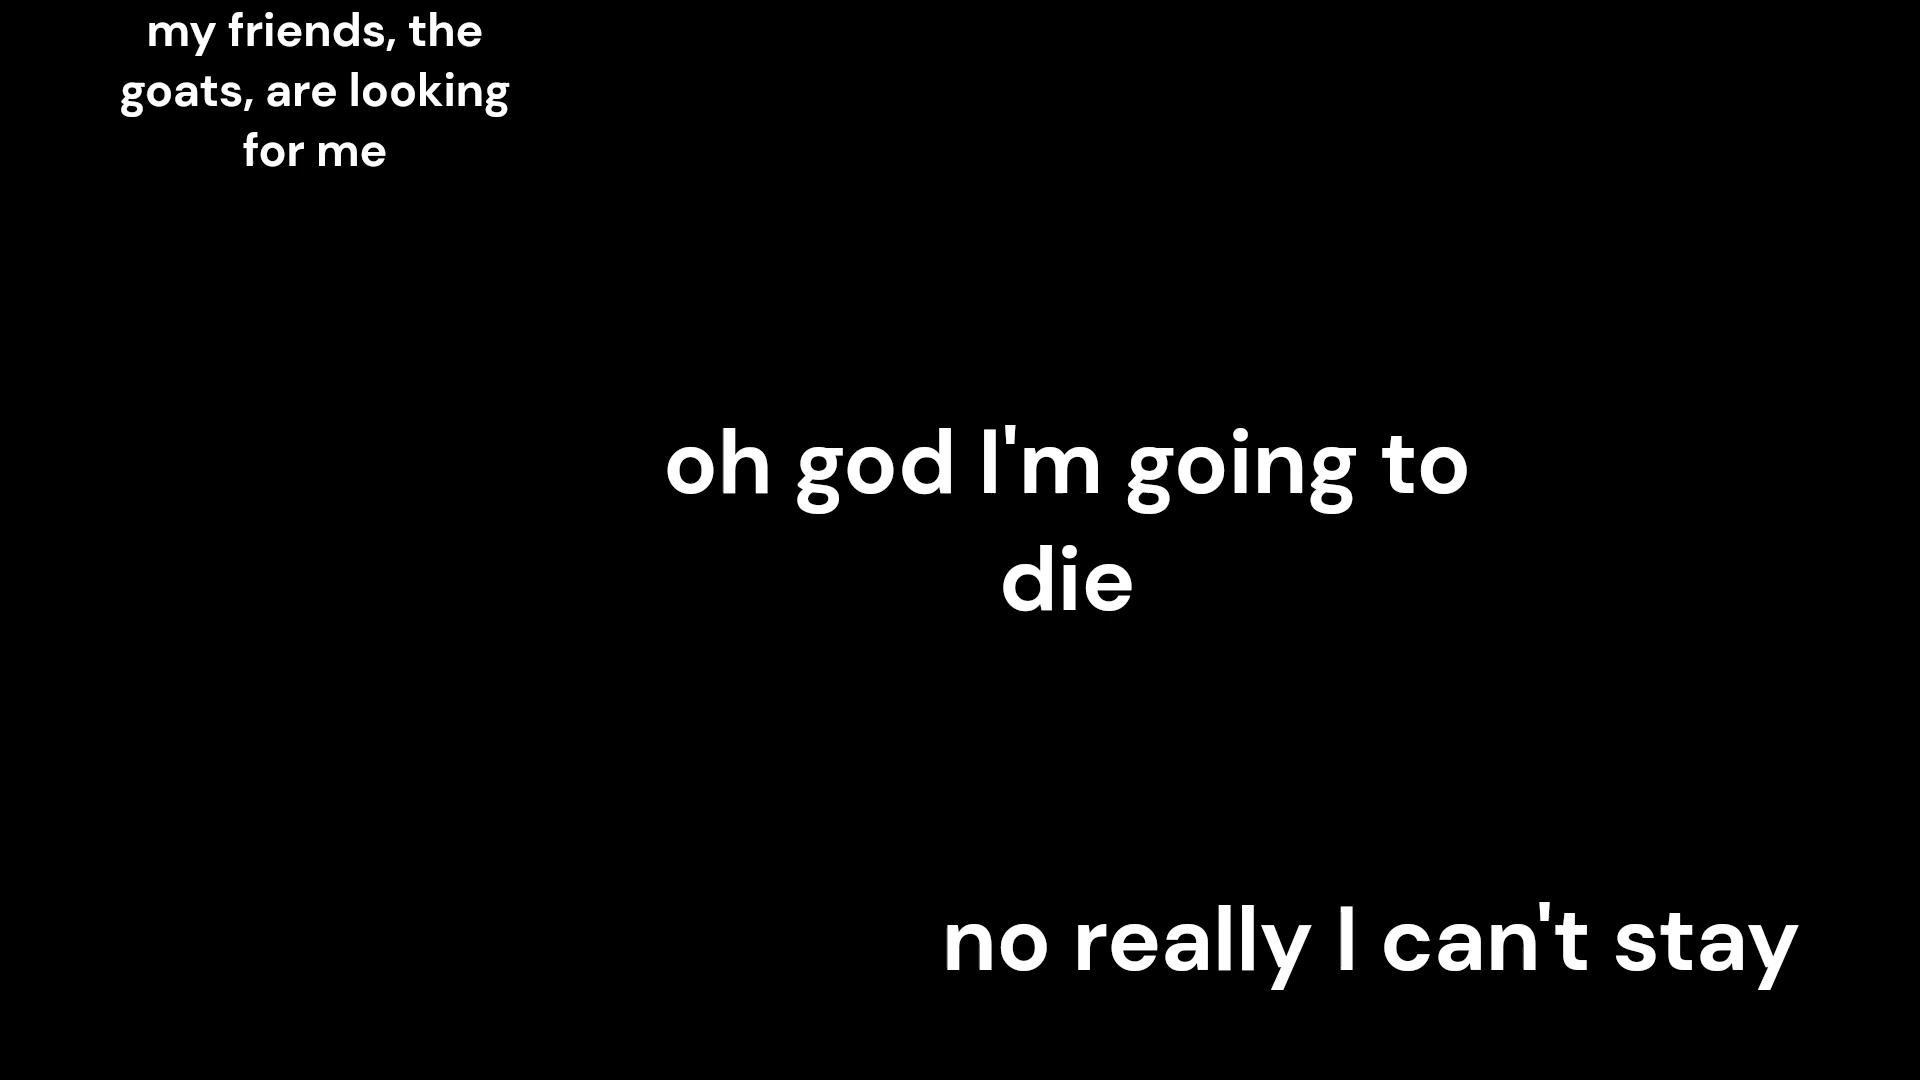 my friends, the
goats, are looking
for me
oh god I'm going to
die
no really I can't stay